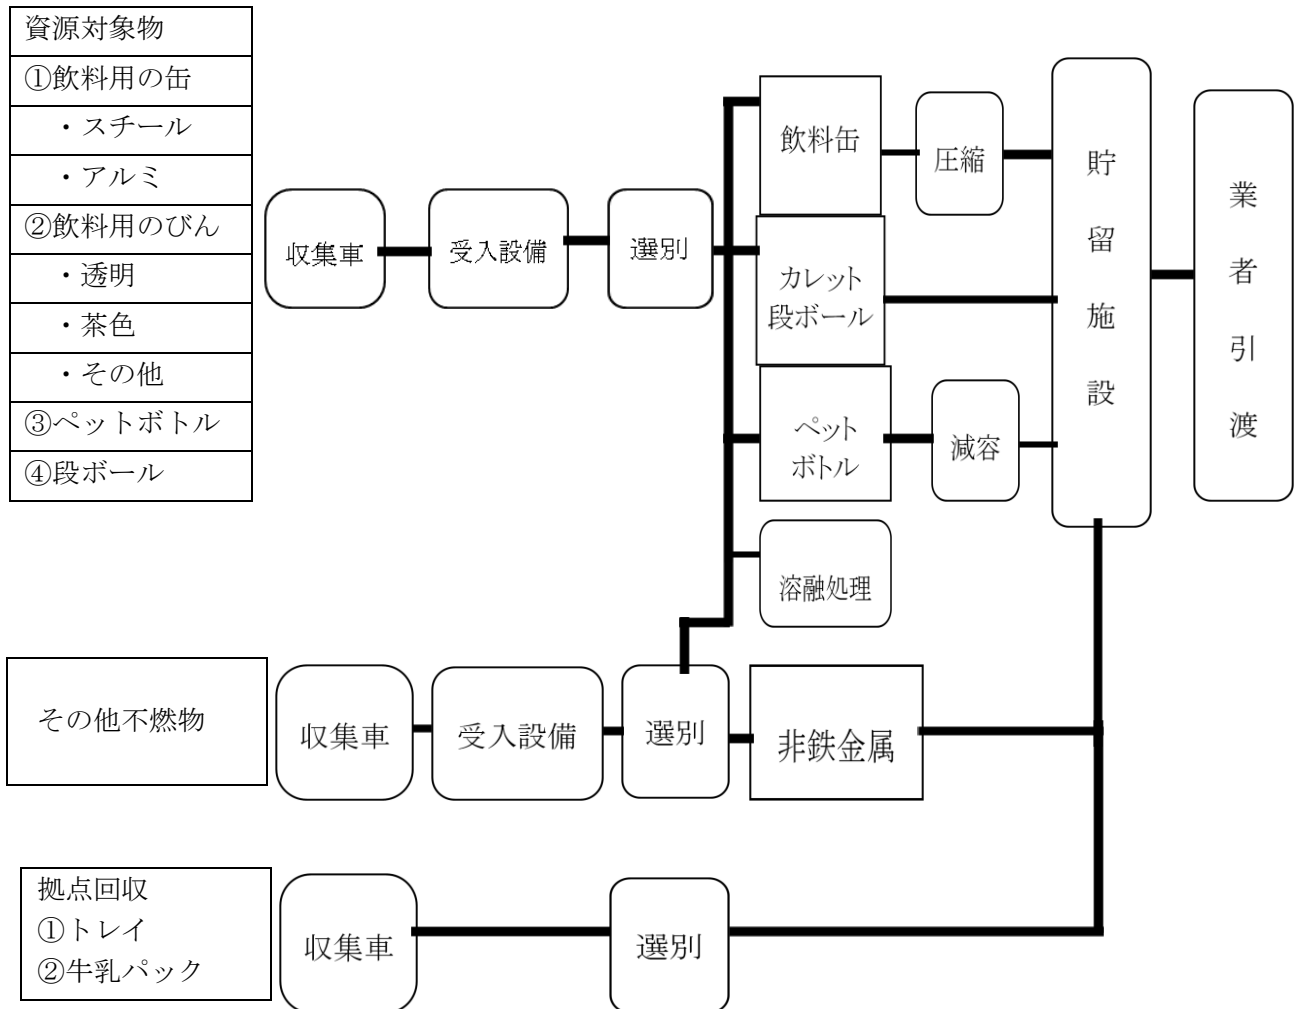 資源対象物
①飲料用の缶
・スチール
・アルミ
②飲料用のびん
・透明
・茶色
・その他
③ペットボトル
④段ボール
収集車
受入設備
選別
飲料缶
圧縮
カレット
段ボール
ペット
ボトル
減容
溶融処理
貯
留
施
設
業
者
引
渡
その他不燃物
収集車
受入設備
選別
非鉄金属
拠点回収
①トレイ
②牛乳パック
収集車
選別